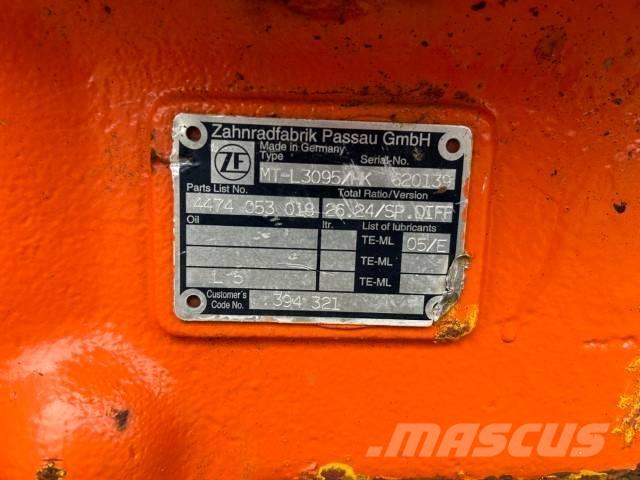 Zahnradfabrik Passau GmbH
ZF
Made in Germany
Type Serial-No.
MT-L3095/HK 620139
Parts List No. Total Ratio/Version
4474 053 019 26.24/SP.DIFF
Oil ltr. List of lubricants
TE-ML 05/E
TE-ML
L 5 TE-ML
Customer's Code No. 394 321
MASCUS